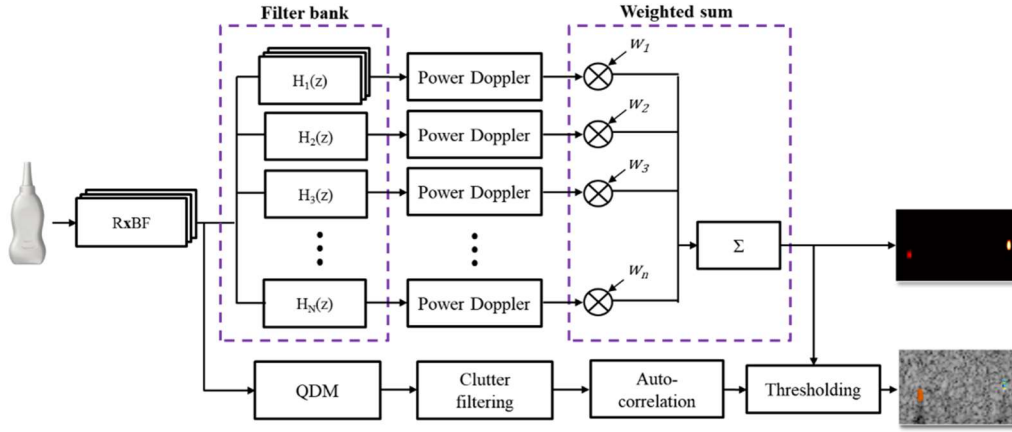 Filter bank
Weighted sum
H1(z)
Power Doppler
W1
H2(z)
Power Doppler
W2
H3(z)
Power Doppler
W3
RxBF
Σ
HN(z)
Power Doppler
Wn
QDM
Clutter
filtering
Auto-
correlation
Thresholding